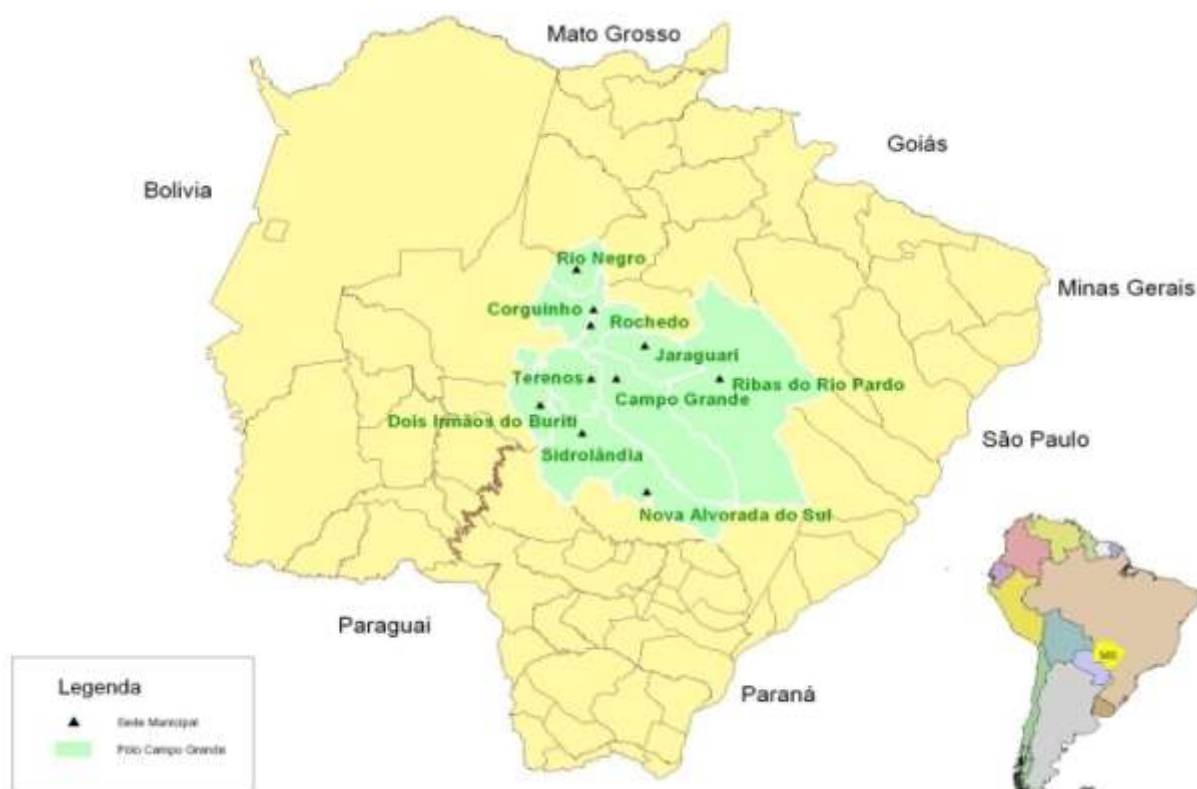 Mato Grosso
Goiás
Bolivia
Rio Negro
Minas Gerais
Corguinho
Rochedo
Jaraguari
Terenos
Ribas do Rio Pardo
Campo Grande
Dois Irmãos do Buriti
São Paulo
Sidrolândia
Nova Alvorada do Sul
Paraguai
Legenda
Paraná
Sede Municipal
Pólo Campo Grande
MS